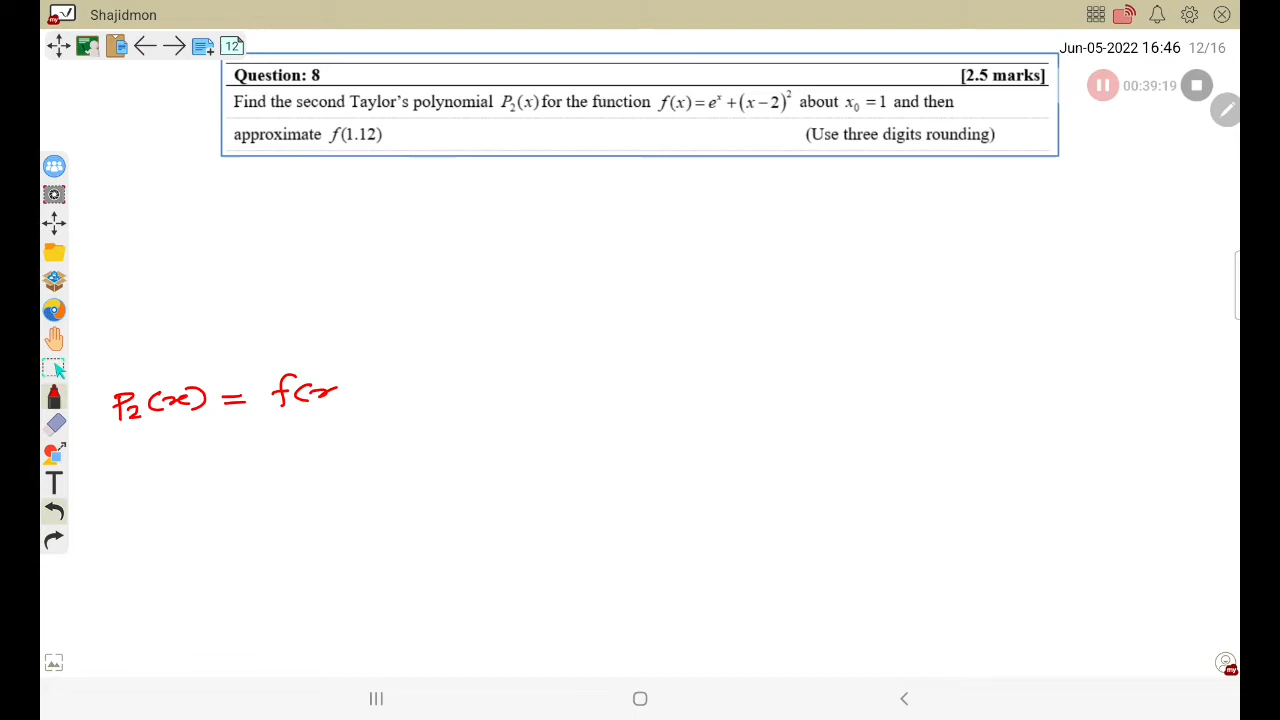 Shajidmon
12
Jun-05-2022 16:46 12/16
Question: 8 [2.5 marks]
00:39:19
Find the second Taylor's polynomial P₂(x) for the function f(x) = eˣ + (x − 2)² about x₀ = 1 and then
approximate f(1.12) (Use three digits rounding)
P₂(x) = f(x
T